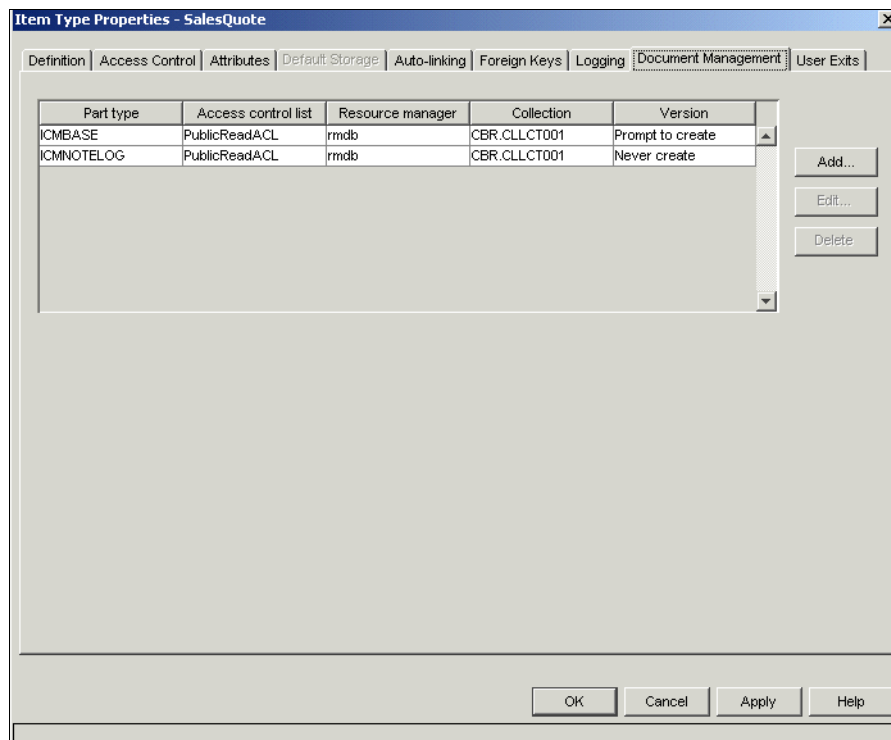 Item Type Properties - SalesQuote
Definition Access Control Attributes Default Storage Auto-linking Foreign Keys Logging Document Management User Exits
Part type Access control list Resource manager Collection Version
ICMBASE PublicReadACL rmdb CBR.CLLCT001 Prompt to create
ICMNOTELOG PublicReadACL rmdb CBR.CLLCT001 Never create
Add...
Edit...
Delete
OK Cancel Apply Help